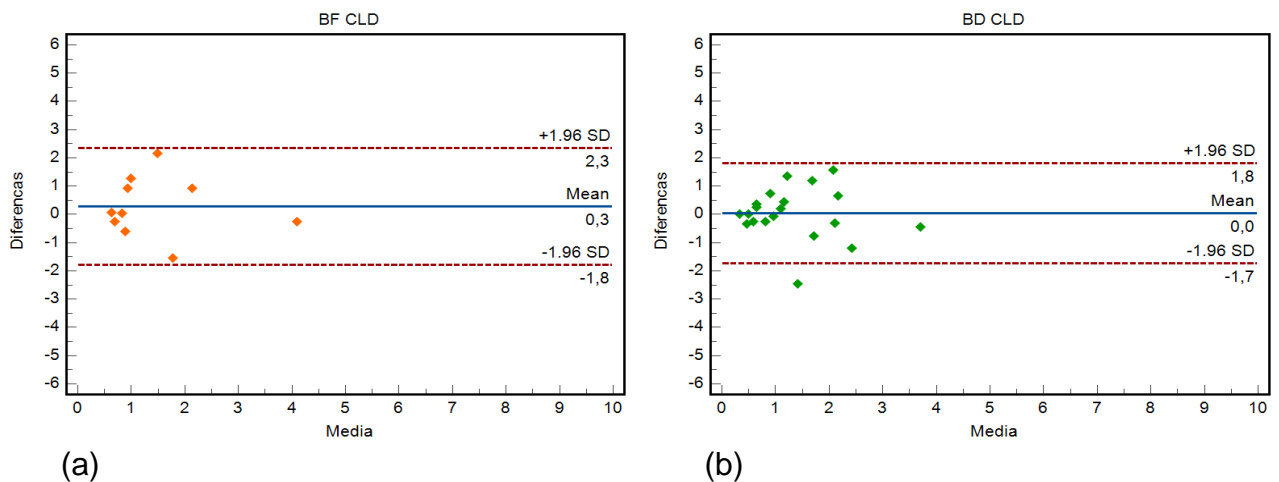 BF CLD
6
5
4
3
2
1
0
-1
-2
-3
-4
-5
-6
Diferencas
+1.96 SD
2,3
Mean
0,3
-1.96 SD
-1,8
0 1 2 3 4 5 6 7 8 9 10
Media
(a)
BD CLD
6
5
4
3
2
1
0
-1
-2
-3
-4
-5
-6
Diferencas
+1.96 SD
1,8
Mean
0,0
-1.96 SD
-1,7
0 1 2 3 4 5 6 7 8 9 10
Media
(b)